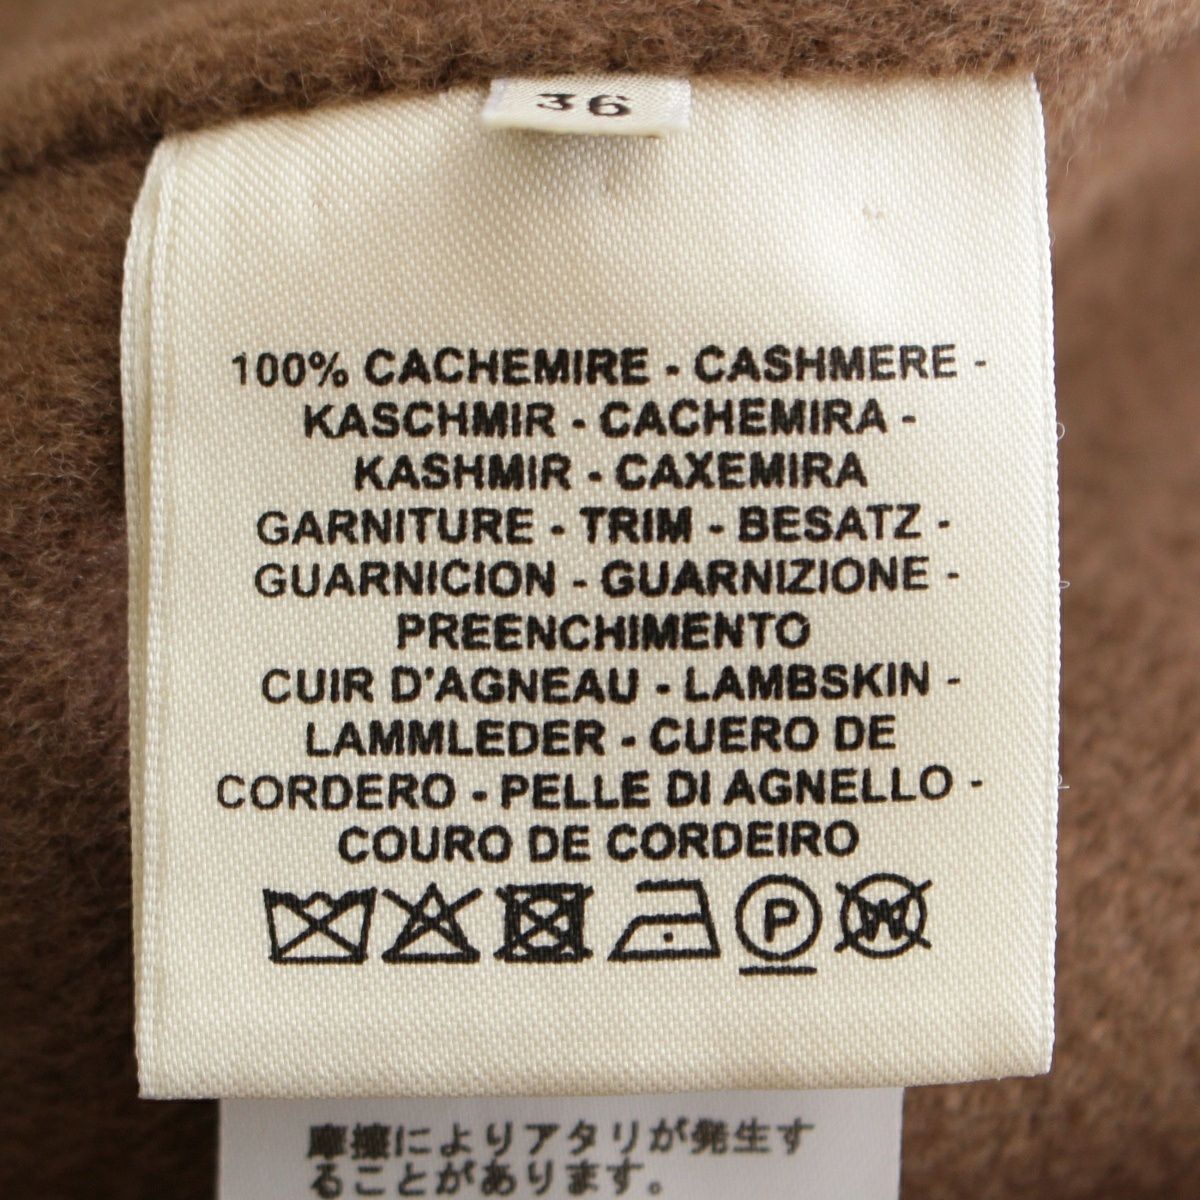 36
100% CACHEMIRE - CASHMERE -
KASCHMIR - CACHEMIRA -
KASHMIR - CAXEMIRA
GARNITURE - TRIM - BESATZ -
GUARNICION - GUARNIZIONE -
PREENCHIMENTO
CUIR D'AGNEAU - LAMBSKIN -
LAMMLEDER - CUERO DE
CORDERO - PELLE DI AGNELLO -
COURO DE CORDEIRO
P W
摩擦によりアタリが発生す
ることがあります。